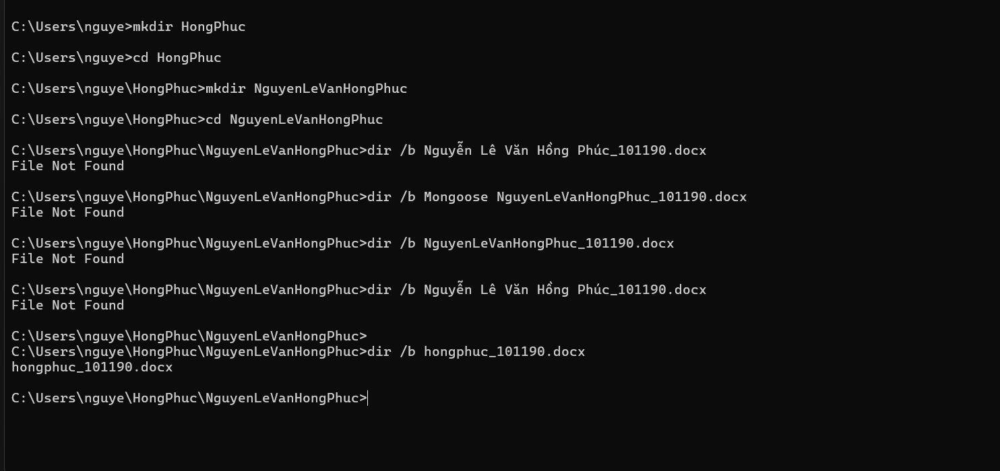 C:\Users\nguye>mkdir HongPhuc
C:\Users\nguye>cd HongPhuc
C:\Users\nguye\HongPhuc>mkdir NguyenLeVanHongPhuc
C:\Users\nguye\HongPhuc>cd NguyenLeVanHongPhuc
C:\Users\nguye\HongPhuc\NguyenLeVanHongPhuc>dir /b Nguyễn Lê Văn Hồng Phúc_101190.docx
File Not Found
C:\Users\nguye\HongPhuc\NguyenLeVanHongPhuc>dir /b Mongoose NguyenLeVanHongPhuc_101190.docx
File Not Found
C:\Users\nguye\HongPhuc\NguyenLeVanHongPhuc>dir /b NguyenLeVanHongPhuc_101190.docx
File Not Found
C:\Users\nguye\HongPhuc\NguyenLeVanHongPhuc>dir /b Nguyễn Lê Văn Hồng Phúc_101190.docx
File Not Found
C:\Users\nguye\HongPhuc\NguyenLeVanHongPhuc>
C:\Users\nguye\HongPhuc\NguyenLeVanHongPhuc>dir /b hongphuc_101190.docx
hongphuc_101190.docx
C:\Users\nguye\HongPhuc\NguyenLeVanHongPhuc>